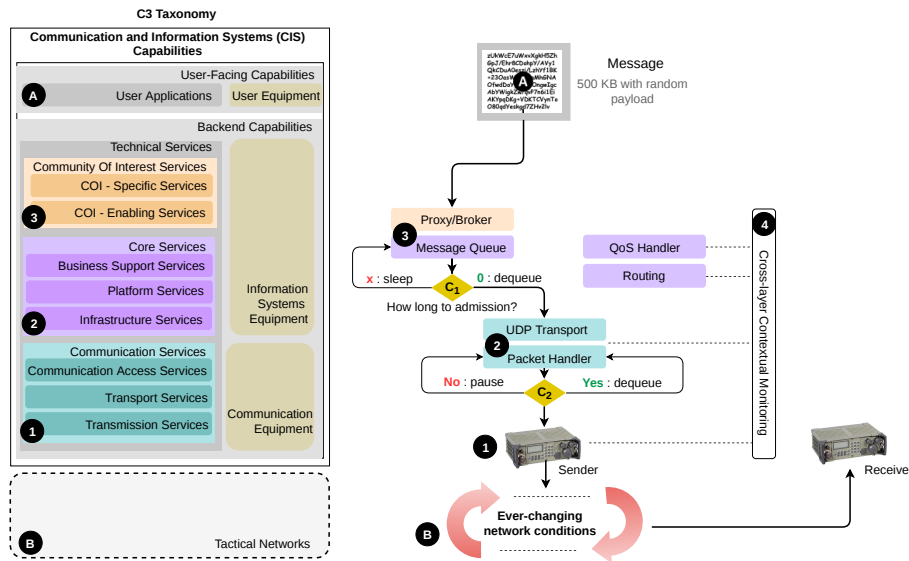 C3 Taxonomy
Communication and Information Systems (CIS)
Capabilities
User-Facing Capabilities
A
User Applications
User Equipment
Backend Capabilities
Technical Services
Community Of Interest Services
COI - Specific Services
COI - Enabling Services
3
Core Services
Business Support Services
Platform Services
Infrastructure Services
2
Information
Systems
Equipment
Communication Services
Communication Access Services
Transport Services
Transmission Services
1
Communication
Equipment
B
Tactical Networks
A
Message
500 KB with random
payload
Proxy/Broker
3
Message Queue
x : sleep
0 : dequeue
C1
How long to admission?
UDP Transport
2
Packet Handler
No : pause
Yes : dequeue
C2
1
Sender
B
Ever-changing
network conditions
QoS Handler
Routing
4
Cross-layer Contextual Monitoring
Receive